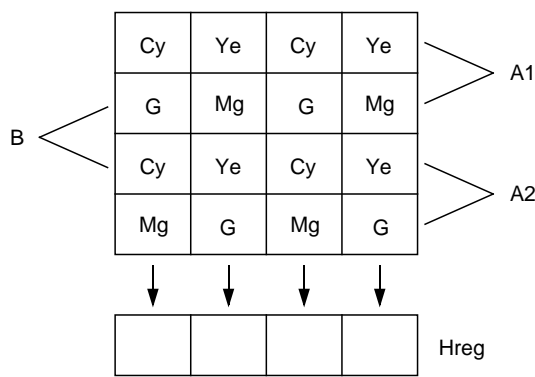 Cy Ye Cy Ye
A1
G Mg G Mg
B
Cy Ye Cy Ye
A2
Mg G Mg G
Hreg